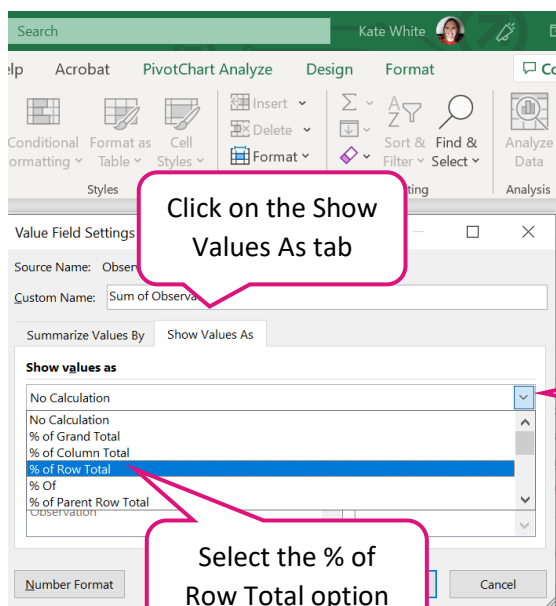 Search
Kate White
elp Acrobat PivotChart Analyze Design Format
Conditional Format as Cell
ormatting Table Styles
Insert
Delete
Format
Sort & Find &
Filter Select
Analyze
Data
Styles
ting
Analysis
Click on the Show
Values As tab
Value Field Settings
Source Name: Obser
Custom Name: Sum of Observa
Summarize Values By Show Values As
Show values as
No Calculation
No Calculation
% of Grand Total
% of Column Total
% of Row Total
% Of
% of Parent Row Total
Observation
Select the % of
Row Total option
Number Format
Cancel